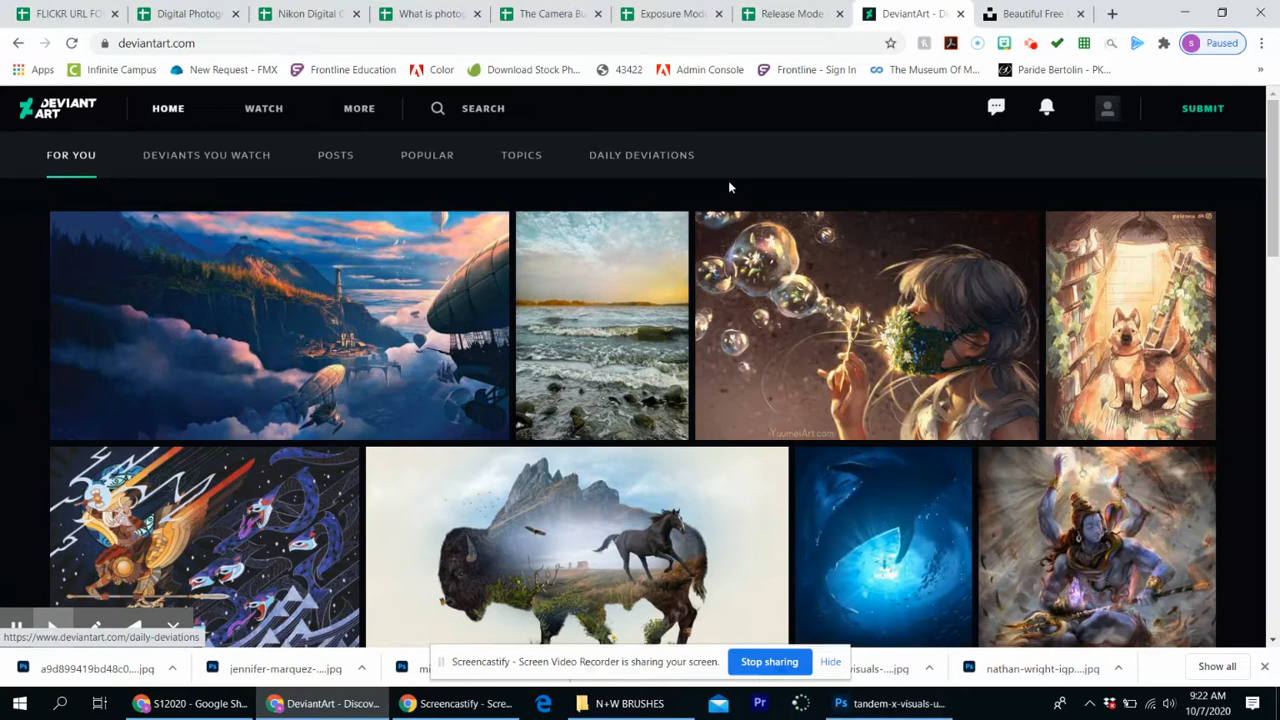 FLICKR URL FO
Digital Photog
Nikon Digital C
What is photog
The Camera Bu
Exposure Mod
Release Mode
DeviantArt - Di
Beautiful Free
deviantart.com
Paused
Apps
Infinite Campus
New Request - FMX
Frontline Education
Color
Download Stock Ph...
43422
Admin Console
Frontline - Sign In
The Museum Of M...
Paride Bertolin - PK...
DEVIANT
ART
HOME
WATCH
MORE
SEARCH
SUBMIT
FOR YOU
DEVIANTS YOU WATCH
POSTS
POPULAR
TOPICS
DAILY DEVIATIONS
YuumeiArt.com
https://www.deviantart.com/daily-deviations
Screencastify - Screen Video Recorder is sharing your screen.
Stop sharing
Hide
a9d899419bd48c0....jpg
jennifer-marquez-....jpg
visuals-....jpg
nathan-wright-iqp....jpg
Show all
S12020 - Google Sh...
DeviantArt - Discov...
Screencastify - Scre...
N+W BRUSHES
tandem-x-visuals-u...
9:22 AM
10/7/2020